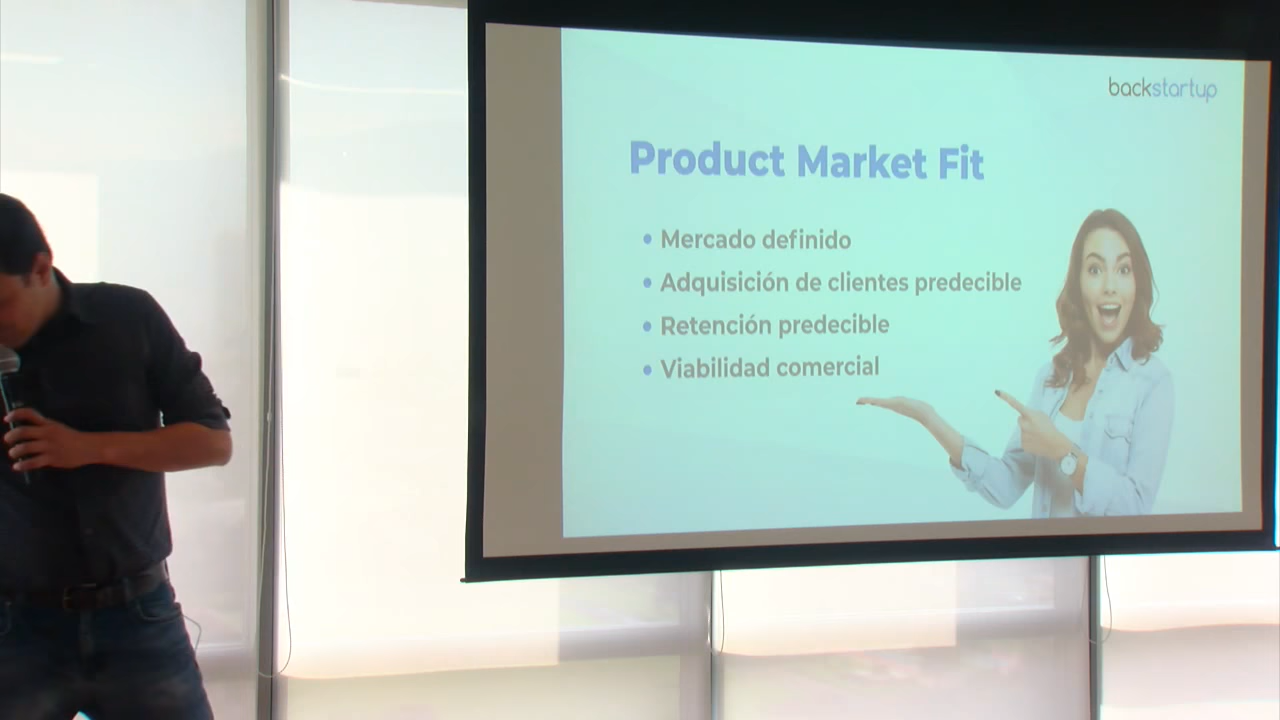 backstartup
Product Market Fit
• Mercado definido
• Adquisición de clientes predecible
• Retención predecible
• Viabilidad comercial